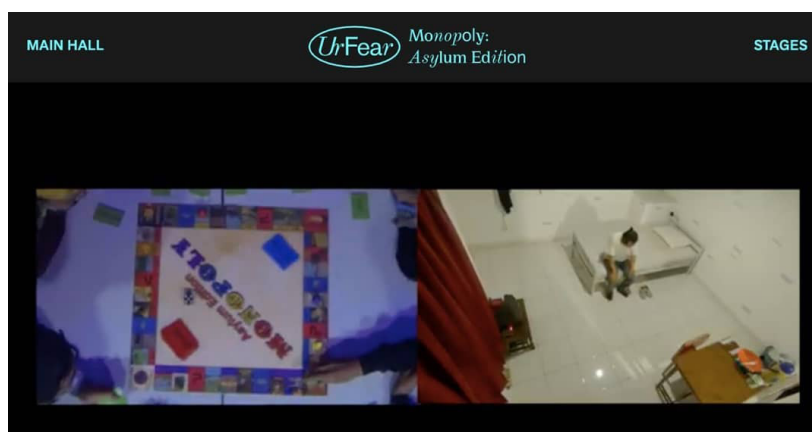 MAIN HALL
UrFear
Monopoly:
Asylum Edition
STAGES
MONOPOLY
Asylum Edition